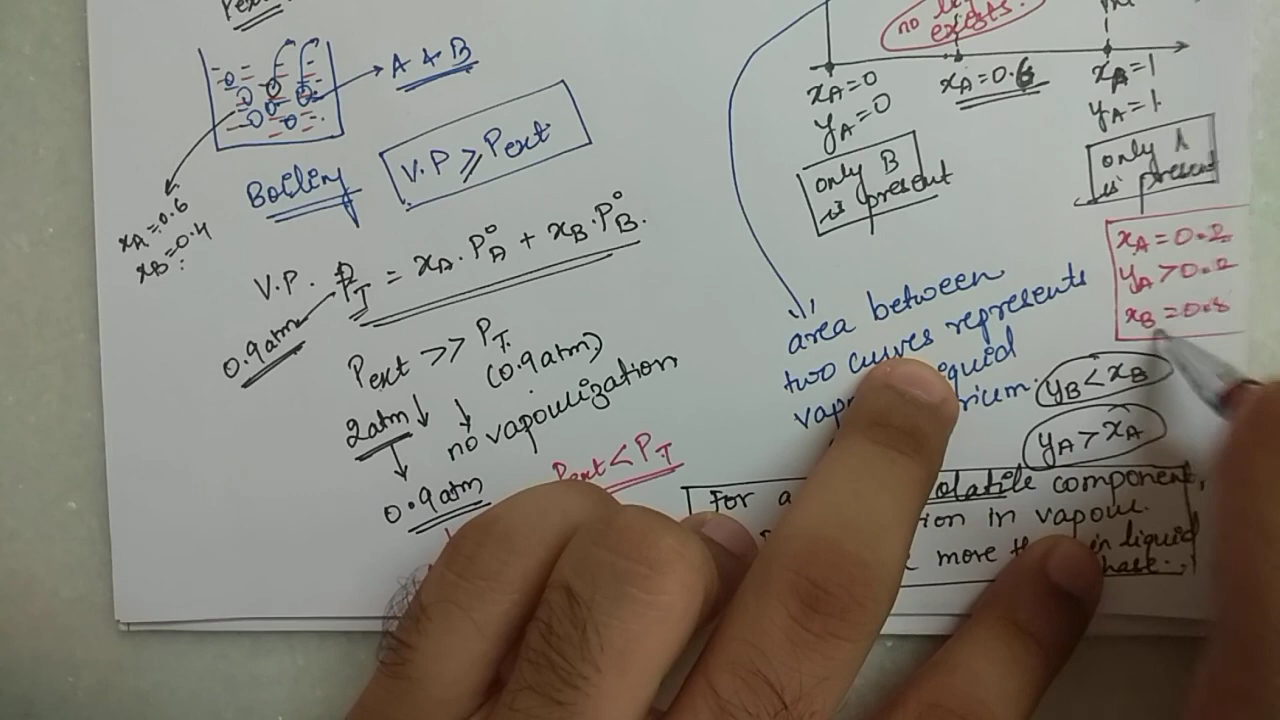 Pext
A & B
Boiling
V.P ⩾ Pext
xA=0.6
xB=0.4
V.P. PT = xA. P°A + xB. P°B.
0.9atm
Pext >> PT
(0.9atm)
2atm
no vapourization
0.9atm
Pext < PT
no
exists.
xA=0
yA=0
only B
is present
xA=0.6
xA=1
yA=1.
only A
is present
xA=0.2
yA>0.2
xB=0.8
area between
two curves represents
yB<xB
yA>xA
For a component,
in vapour.
more in liquid